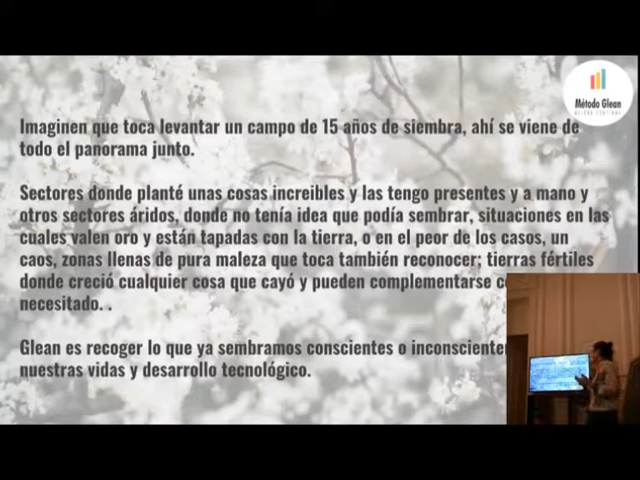 Método Glean
MEJORA CONTINUA
Imaginen que toca levantar un campo de 15 años de siembra, ahí se viene de
todo el panorama junto.
Sectores donde planté unas cosas increibles y las tengo presentes y a mano y
otros sectores áridos, donde no tenía idea que podía sembrar, situaciones en las
cuales valen oro y están tapadas con la tierra, o en el peor de los casos, un
caos, zonas llenas de pura maleza que toca también reconocer; tierras fértiles
donde creció cualquier cosa que cayó y pueden complementarse
necesitado. .
Glean es recoger lo que ya sembramos conscientes o
nuestras vidas y desarrollo tecnológico.